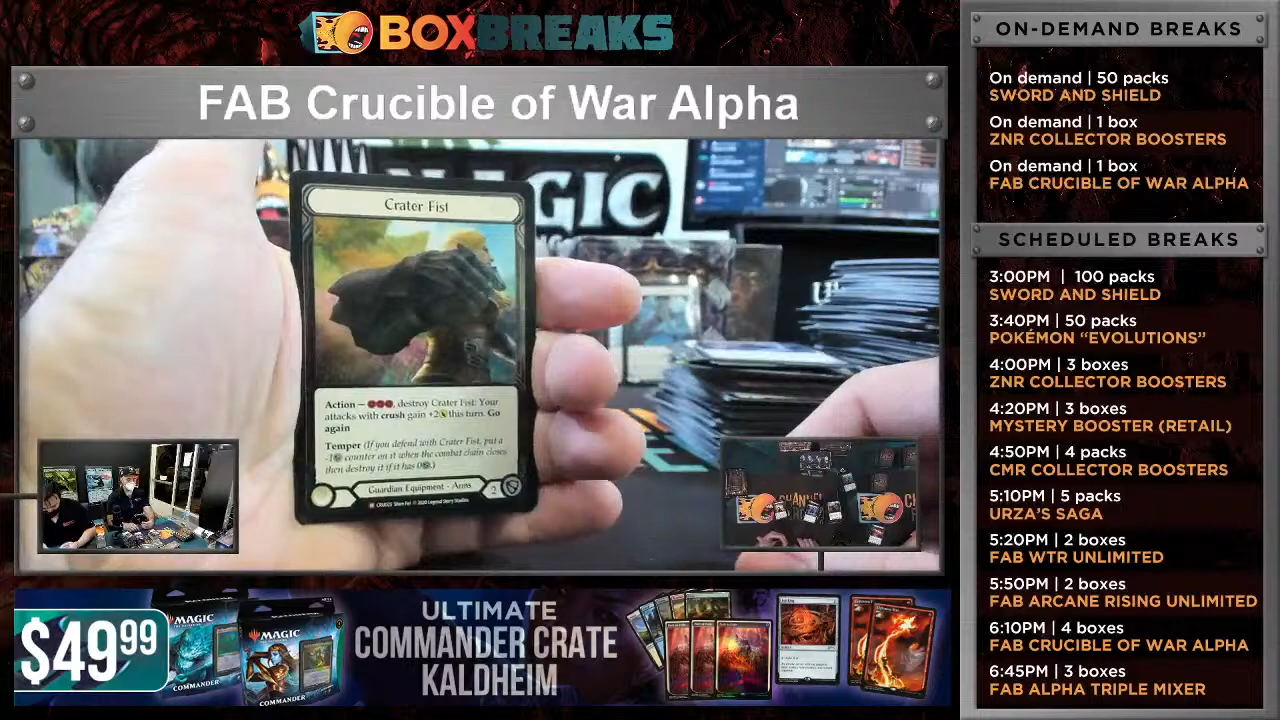 BOXBREAKS
FAB Crucible of War Alpha
MAGIC
Crater Fist
Action — destroy Crater Fist: Your
attacks with crush gain +2 this turn. Go
again
Temper (If you defend with Crater Fist, put a
-1 counter on it when the combat chain closes
then destroy it if it has 0.)
Guardian Equipment - Arms
2
$49.99
MAGIC
COMMANDER
MAGIC
COMMANDER
ULTIMATE
COMMANDER CRATE
KALDHEIM
ON-DEMAND BREAKS
On demand | 50 packs
SWORD AND SHIELD
On demand | 1 box
ZNR COLLECTOR BOOSTERS
On demand | 1 box
FAB CRUCIBLE OF WAR ALPHA
SCHEDULED BREAKS
3:00PM | 100 packs
SWORD AND SHIELD
3:40PM | 50 packs
POKÉMON “EVOLUTIONS”
4:00PM | 3 boxes
ZNR COLLECTOR BOOSTERS
4:20PM | 3 boxes
MYSTERY BOOSTER (RETAIL)
4:50PM | 4 packs
CMR COLLECTOR BOOSTERS
5:10PM | 5 packs
URZA’S SAGA
5:20PM | 2 boxes
FAB WTR UNLIMITED
5:50PM | 2 boxes
FAB ARCANE RISING UNLIMITED
6:10PM | 4 boxes
FAB CRUCIBLE OF WAR ALPHA
6:45PM | 3 boxes
FAB ALPHA TRIPLE MIXER